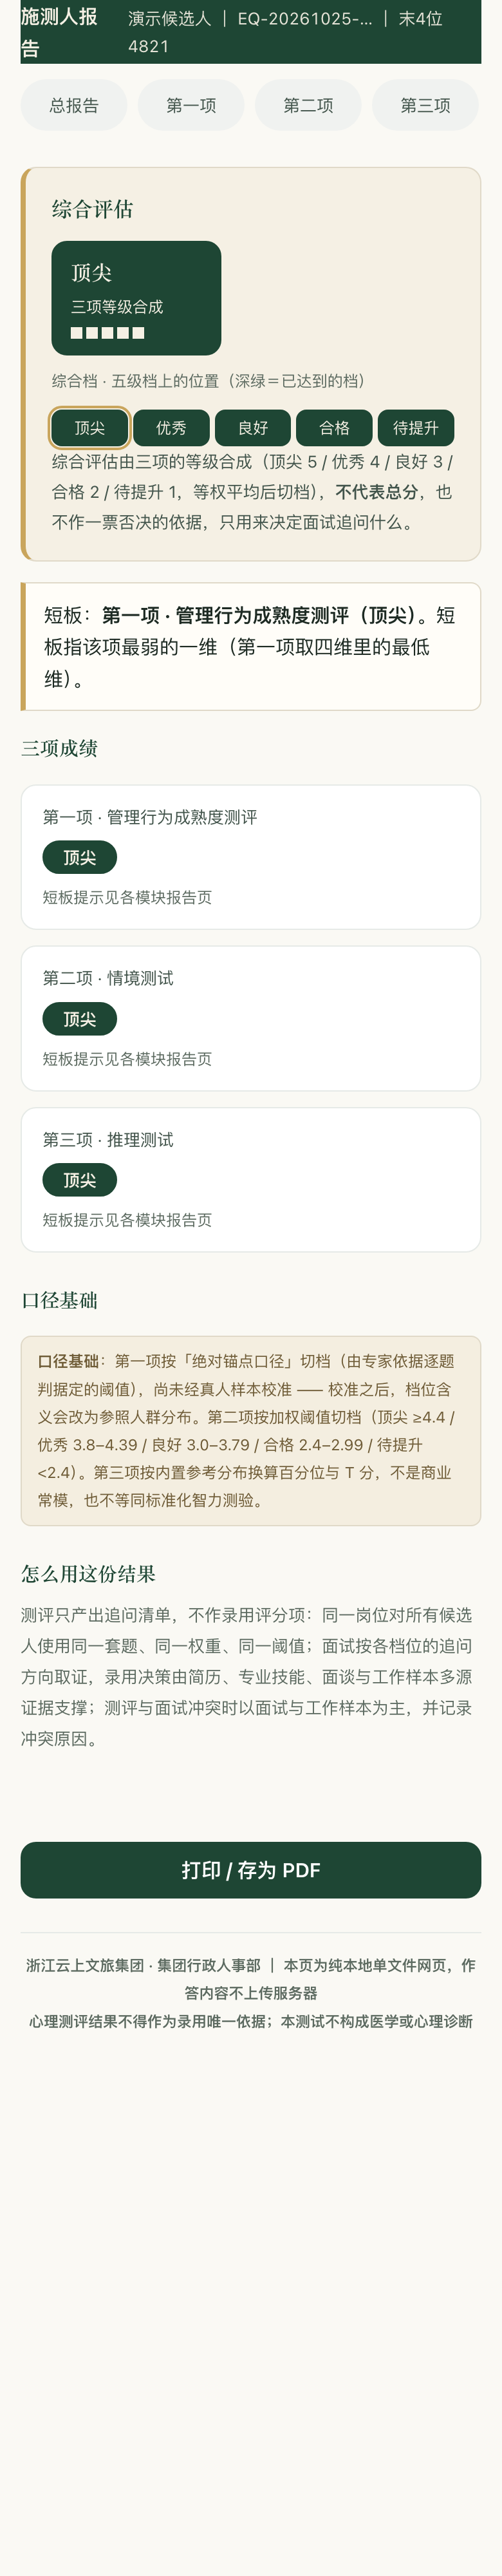 施测人报
告
演示候选人 ｜ EQ-20261025-... ｜ 末4位
4821
总报告
第一项
第二项
第三项
综合评估
顶尖
三项等级合成
综合档 · 五级档上的位置（深绿＝已达到的档）
顶尖
优秀
良好
合格
待提升
综合评估由三项的等级合成（顶尖 5 / 优秀 4 / 良好 3 /
合格 2 / 待提升 1，等权平均后切档），不代表总分，也
不作一票否决的依据，只用来决定面试追问什么。
短板：第一项 · 管理行为成熟度测评（顶尖）。短
板指该项最弱的一维（第一项取四维里的最低
维）。
三项成绩
第一项 · 管理行为成熟度测评
顶尖
短板提示见各模块报告页
第二项 · 情境测试
顶尖
短板提示见各模块报告页
第三项 · 推理测试
顶尖
短板提示见各模块报告页
口径基础
口径基础：第一项按「绝对锚点口径」切档（由专家依据逐题
判据定的阈值），尚未经真人样本校准 —— 校准之后，档位含
义会改为参照人群分布。第二项按加权阈值切档（顶尖 ≥4.4 /
优秀 3.8–4.39 / 良好 3.0–3.79 / 合格 2.4–2.99 / 待提升
<2.4）。第三项按内置参考分布换算百分位与 T 分，不是商业
常模，也不等同标准化智力测验。
怎么用这份结果
测评只产出追问清单，不作录用评分项：同一岗位对所有候选
人使用同一套题、同一权重、同一阈值；面试按各档位的追问
方向取证，录用决策由简历、专业技能、面谈与工作样本多源
证据支撑；测评与面试冲突时以面试与工作样本为主，并记录
冲突原因。
打印 / 存为 PDF
浙江云上文旅集团 · 集团行政人事部 ｜ 本页为纯本地单文件网页，作
答内容不上传服务器
心理测评结果不得作为录用唯一依据；本测试不构成医学或心理诊断